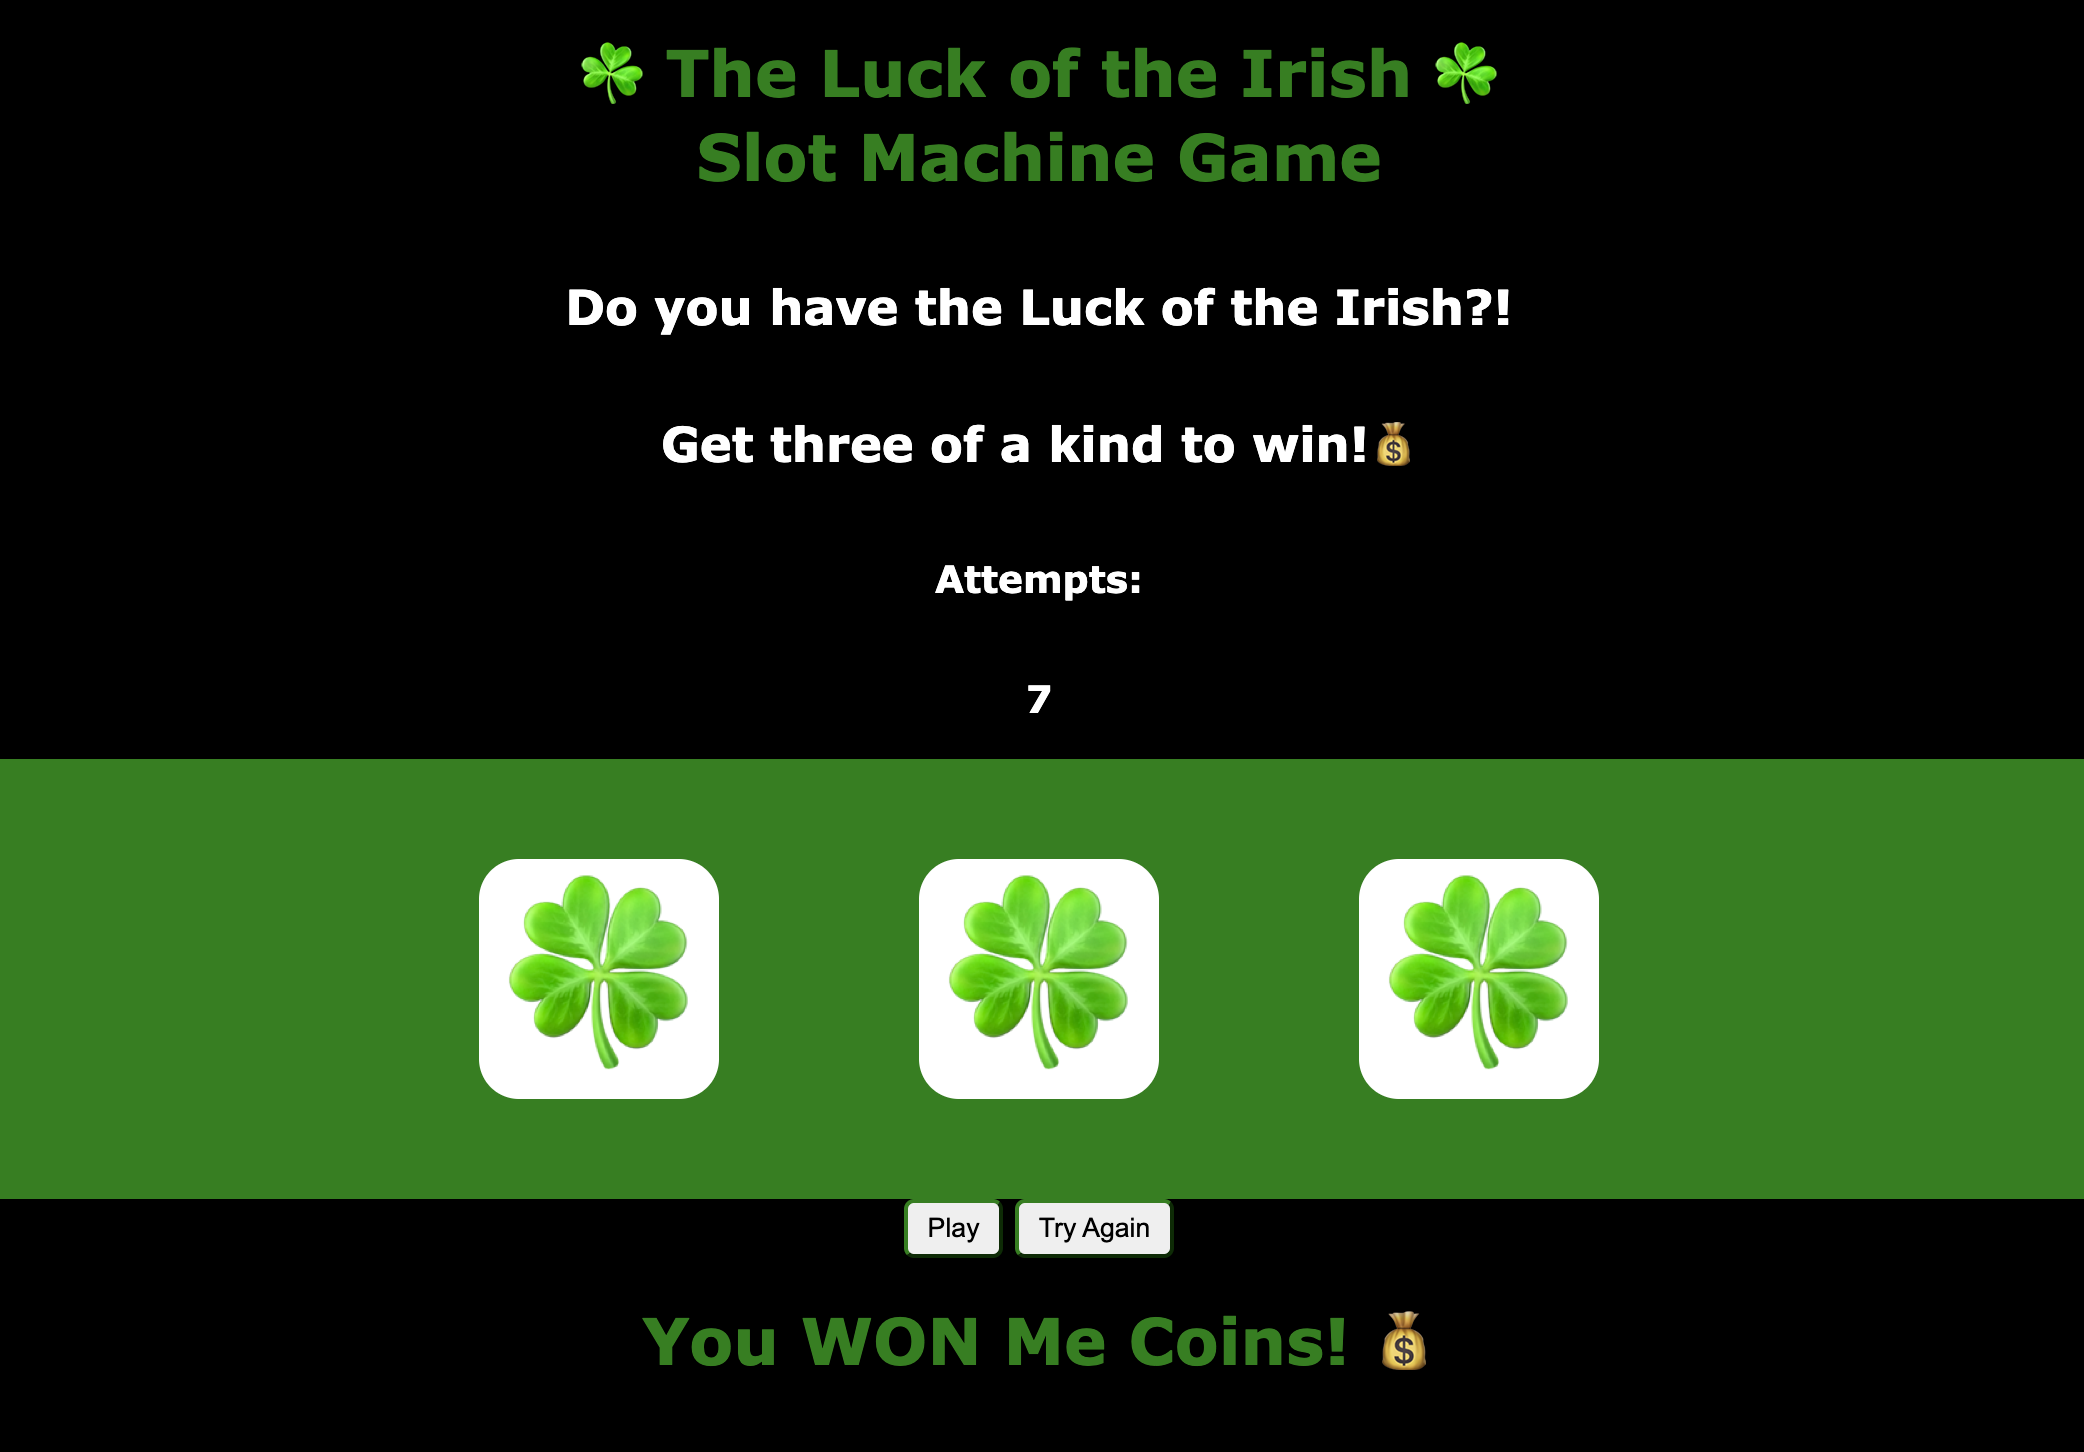 ☘️ The Luck of the Irish ☘️
Slot Machine Game
Do you have the Luck of the Irish?!
Get three of a kind to win!💰
Attempts:
7
Play
Try Again
You WON Me Coins! 💰